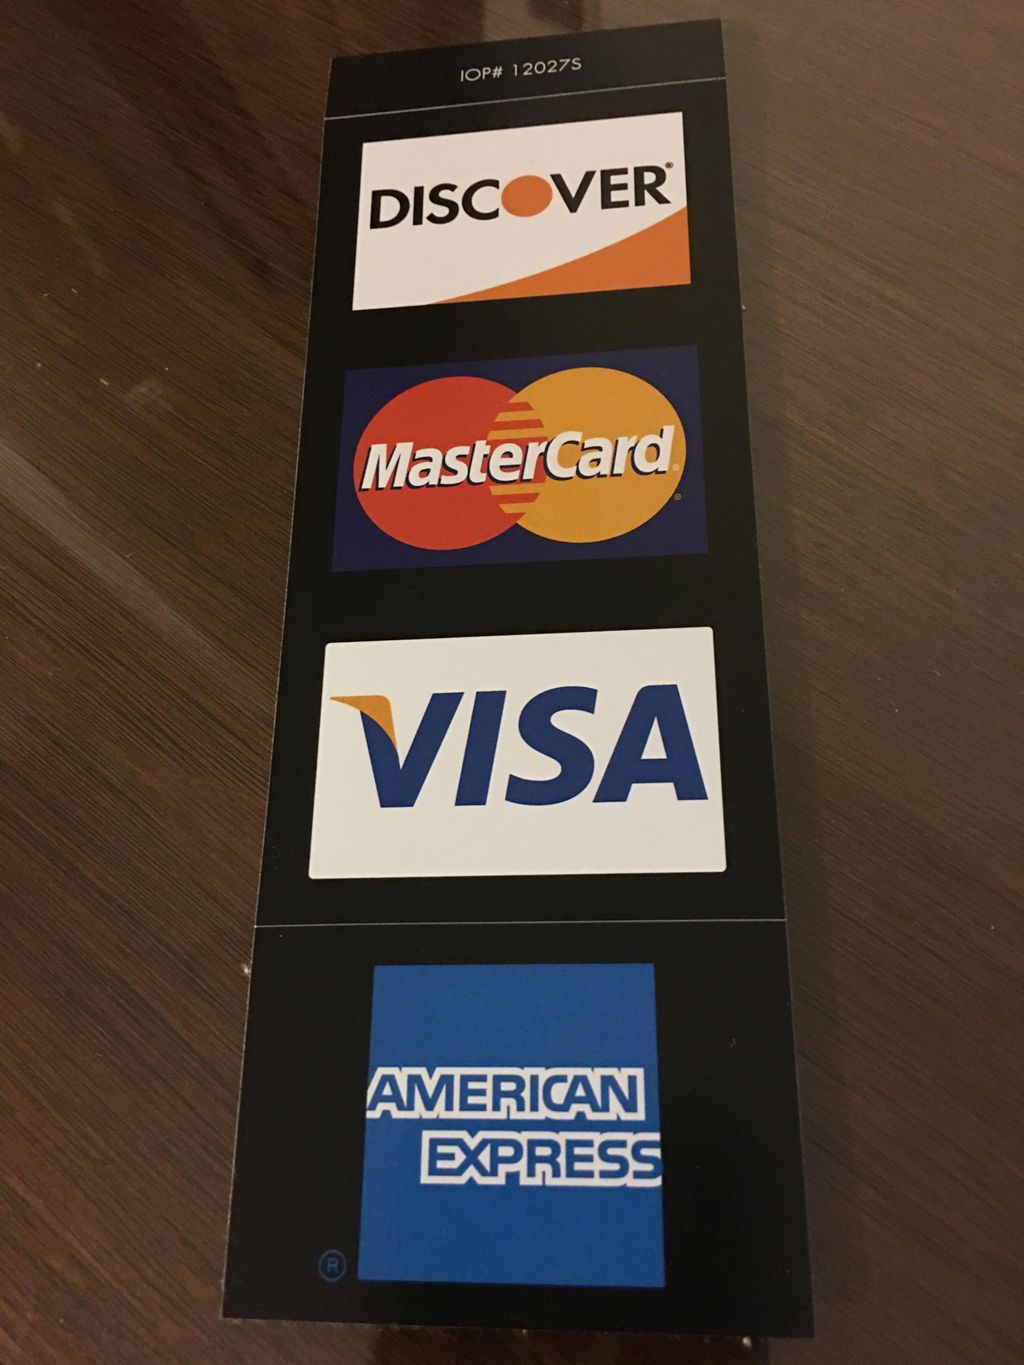 IOP# 12027S
DISCOVER®
MasterCard®
®
VISA
AMERICAN
EXPRESS
®